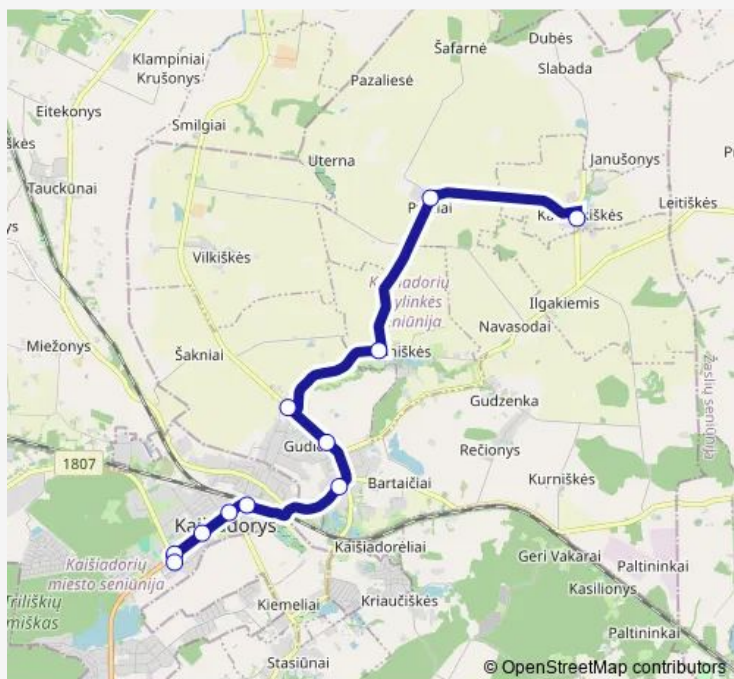 Šafarnė
Dubės
Slabada
Klampiniai
Krušonys
Pazaliesė
Eitekonys
Smilgiai
Uterna
Janušonys
Tauckūnai
Leitiškės
Vilkiškės
Ilgakiemis
Navasodai
Miežonys
Šakniai
Gudzenka
1807
Rečionys
Kurniškės
Bartaičiai
Žaslių seniūnija
Kaišiadorėliai
Kaišiadorių
miesto seniūnija
Geri Vakarai
Paltininkai
Kasilionys
Kiemeliai
Kriaučiškės
Stasiūnai
Paltininkai
© OpenStreetMap contributors